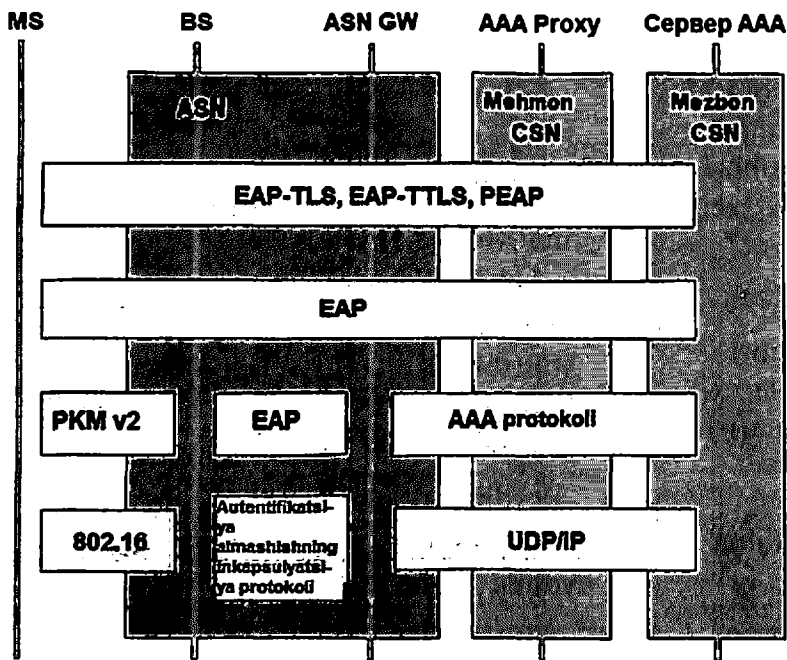 MS BS ASN GW AAA Proxy Сервер AAA
ASN
Mehmon
CSN
Mezbon
CSN
EAP-TLS, EAP-TTLS, PEAP
EAP
PKM v2 EAP AAA protokoli
802.16
Autentifikatsi-
ya
almashishning
inkapsulyatsi-
ya protokoli
UDP/IP